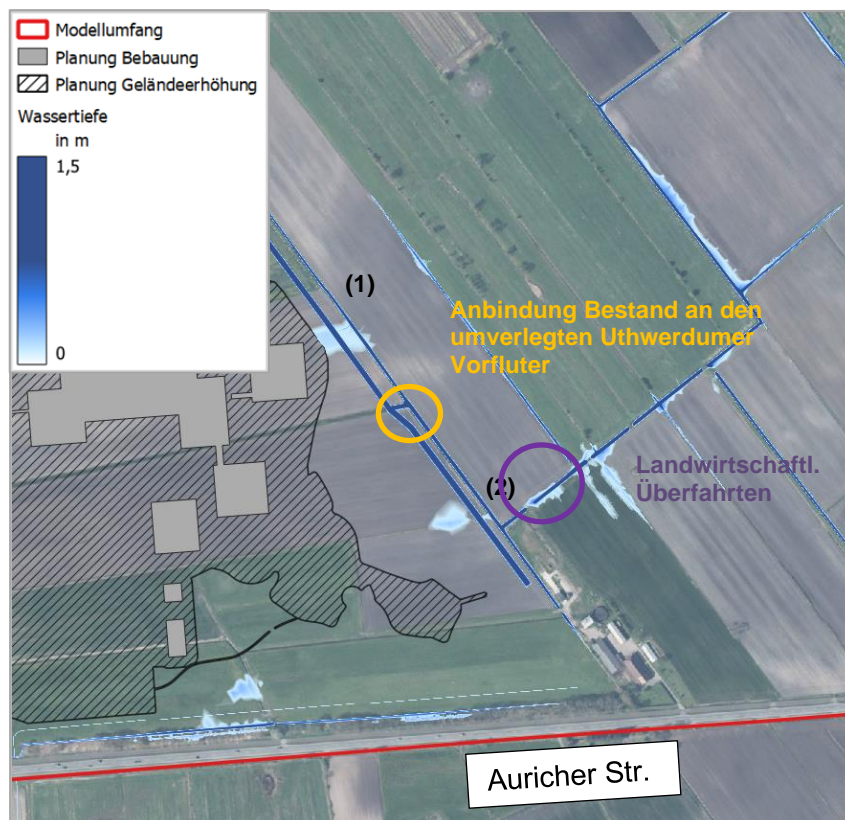 Modellumfang
Planung Bebauung
Planung Geländeerhöhung
Wassertiefe
in m
1,5
0
(1)
Anbindung Bestand an den
umverlegten Uthwerdumer
Vorfluter
(2)
Landwirtschaftl.
Überfahrten
Auricher Str.